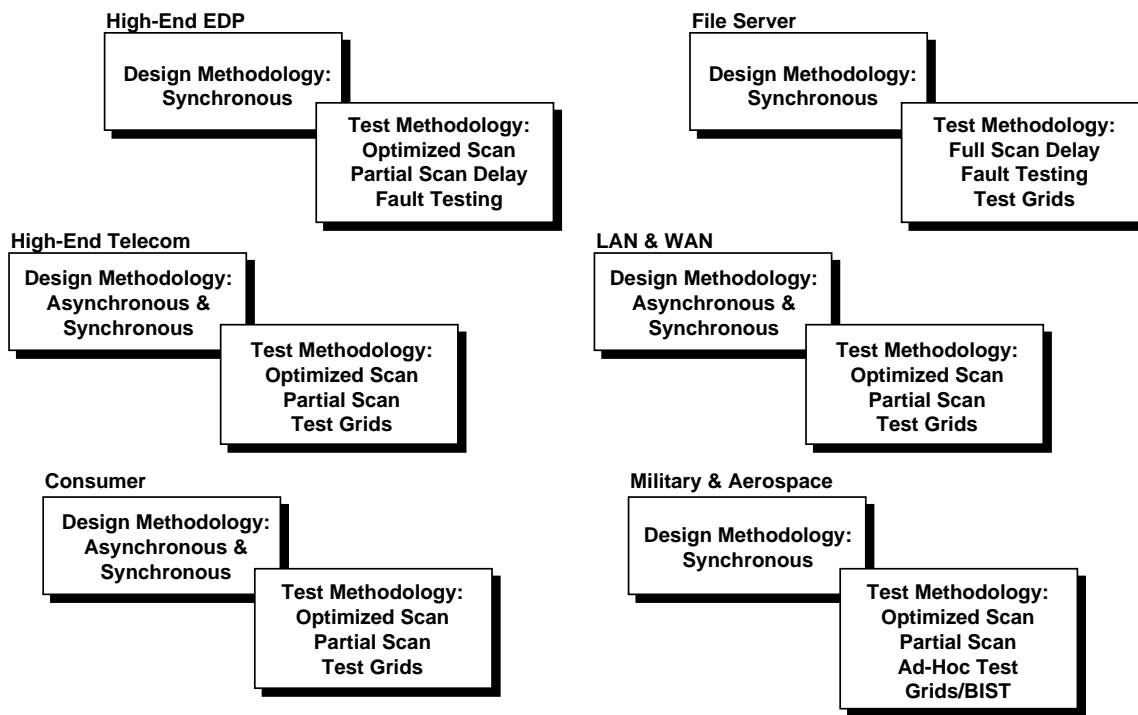 High-End EDP
Design Methodology:
Synchronous
Test Methodology:
Optimized Scan
Partial Scan Delay
Fault Testing
File Server
Design Methodology:
Synchronous
Test Methodology:
Full Scan Delay
Fault Testing
Test Grids
High-End Telecom
Design Methodology:
Asynchronous &
Synchronous
Test Methodology:
Optimized Scan
Partial Scan
Test Grids
LAN & WAN
Design Methodology:
Asynchronous &
Synchronous
Test Methodology:
Optimized Scan
Partial Scan
Test Grids
Consumer
Design Methodology:
Asynchronous &
Synchronous
Test Methodology:
Optimized Scan
Partial Scan
Test Grids
Military & Aerospace
Design Methodology:
Synchronous
Test Methodology:
Optimized Scan
Partial Scan
Ad-Hoc Test
Grids/BIST